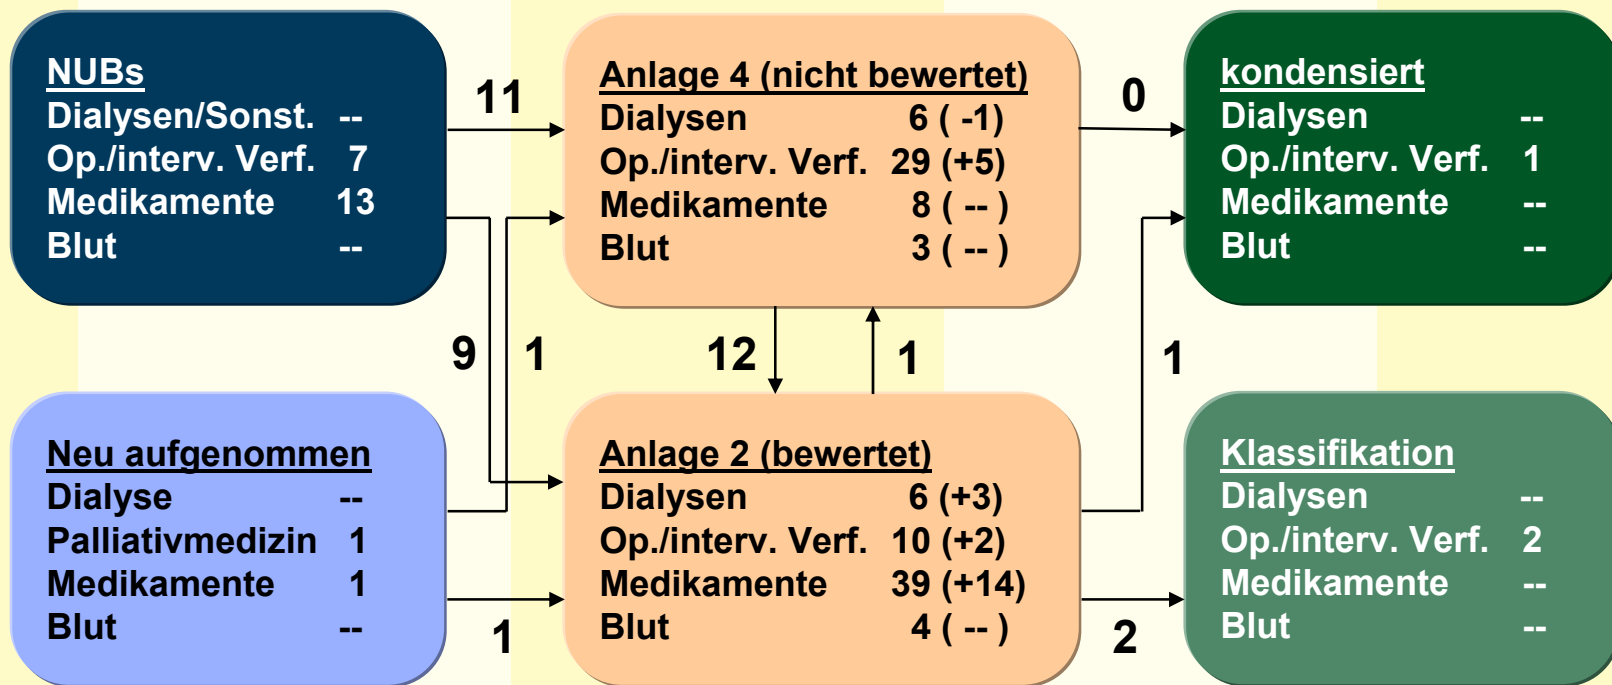 NUBs
Dialysen/Sonst. --
Op./interv. Verf. 7
Medikamente 13
Blut --
11
Anlage 4 (nicht bewertet)
Dialysen 6 ( -1)
Op./interv. Verf. 29 (+5)
Medikamente 8 ( -- )
Blut 3 ( -- )
0
kondensiert
Dialysen --
Op./interv. Verf. 1
Medikamente --
Blut --
9
1
12
1
1
Neu aufgenommen
Dialyse --
Palliativmedizin 1
Medikamente 1
Blut --
1
Anlage 2 (bewertet)
Dialysen 6 (+3)
Op./interv. Verf. 10 (+2)
Medikamente 39 (+14)
Blut 4 ( -- )
2
Klassifikation
Dialysen --
Op./interv. Verf. 2
Medikamente --
Blut --